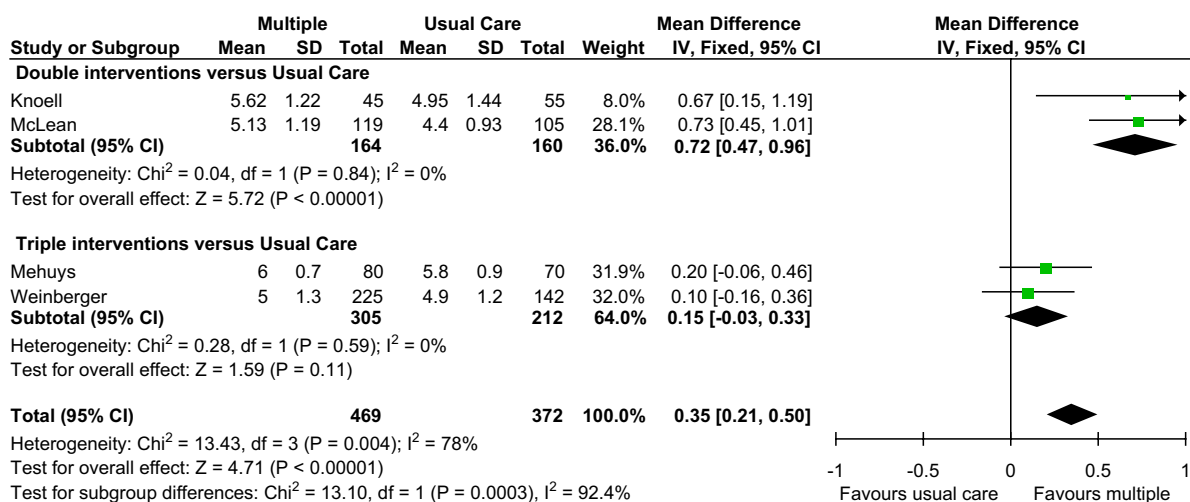 Multiple Usual Care Mean Difference Mean Difference
Study or Subgroup Mean SD Total Mean SD Total Weight IV, Fixed, 95% CI IV, Fixed, 95% CI
Double interventions versus Usual Care
Knoell 5.62 1.22 45 4.95 1.44 55 8.0% 0.67 [0.15, 1.19]
McLean 5.13 1.19 119 4.4 0.93 105 28.1% 0.73 [0.45, 1.01]
Subtotal (95% CI) 164 160 36.0% 0.72 [0.47, 0.96]
Heterogeneity: Chi² = 0.04, df = 1 (P = 0.84); I² = 0%
Test for overall effect: Z = 5.72 (P < 0.00001)
Triple interventions versus Usual Care
Mehuys 6 0.7 80 5.8 0.9 70 31.9% 0.20 [-0.06, 0.46]
Weinberger 5 1.3 225 4.9 1.2 142 32.0% 0.10 [-0.16, 0.36]
Subtotal (95% CI) 305 212 64.0% 0.15 [-0.03, 0.33]
Heterogeneity: Chi² = 0.28, df = 1 (P = 0.59); I² = 0%
Test for overall effect: Z = 1.59 (P = 0.11)
Total (95% CI) 469 372 100.0% 0.35 [0.21, 0.50]
Heterogeneity: Chi² = 13.43, df = 3 (P = 0.004); I² = 78%
Test for overall effect: Z = 4.71 (P < 0.00001)
Test for subgroup differences: Chi² = 13.10, df = 1 (P = 0.0003), I² = 92.4%
-1 -0.5 0 0.5 1
Favours usual care Favours multiple